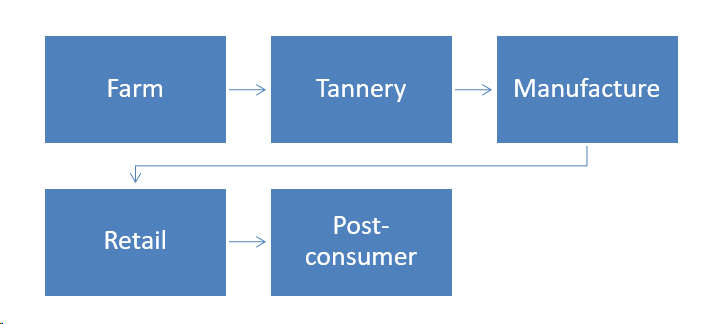 Farm
Tannery
Manufacture
Retail
Post-
consumer